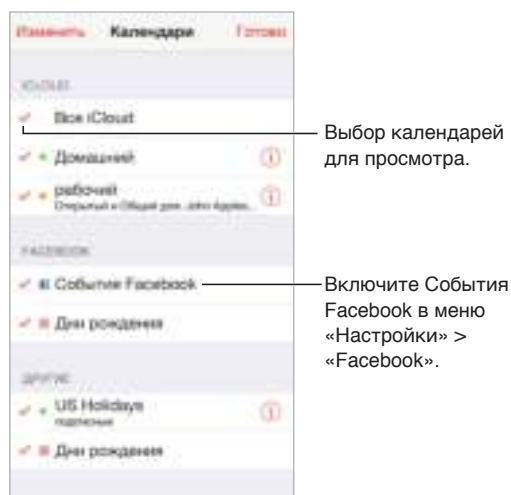 Изменить Календари Готово
ICLOUD
Все iCloud
Выбор календарей
для просмотра.
Домашний
рабочий
Открытый и Общий для: John Apples...
FACEBOOK
События Facebook
Включите События
Facebook в меню
«Настройки» >
«Facebook».
Дни рождения
ДРУГИЕ
US Holidays
подписные
Дни рождения